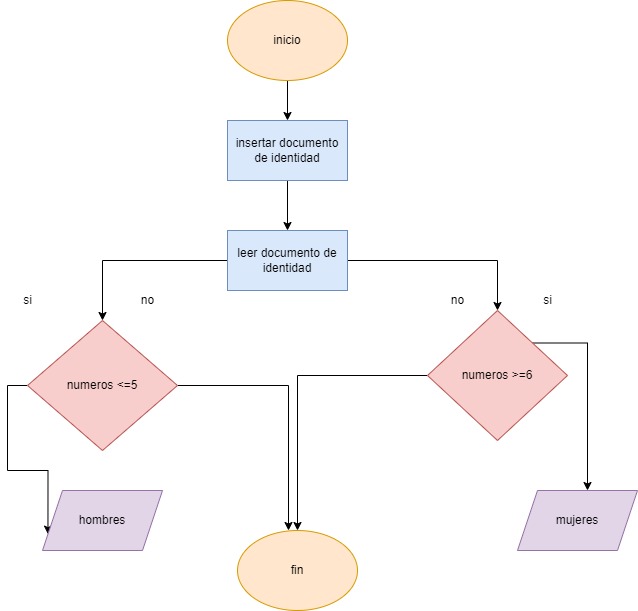 inicio
insertar documento
de identidad
leer documento de
identidad
si
no
no
si
numeros <=5
numeros >=6
hombres
mujeres
fin